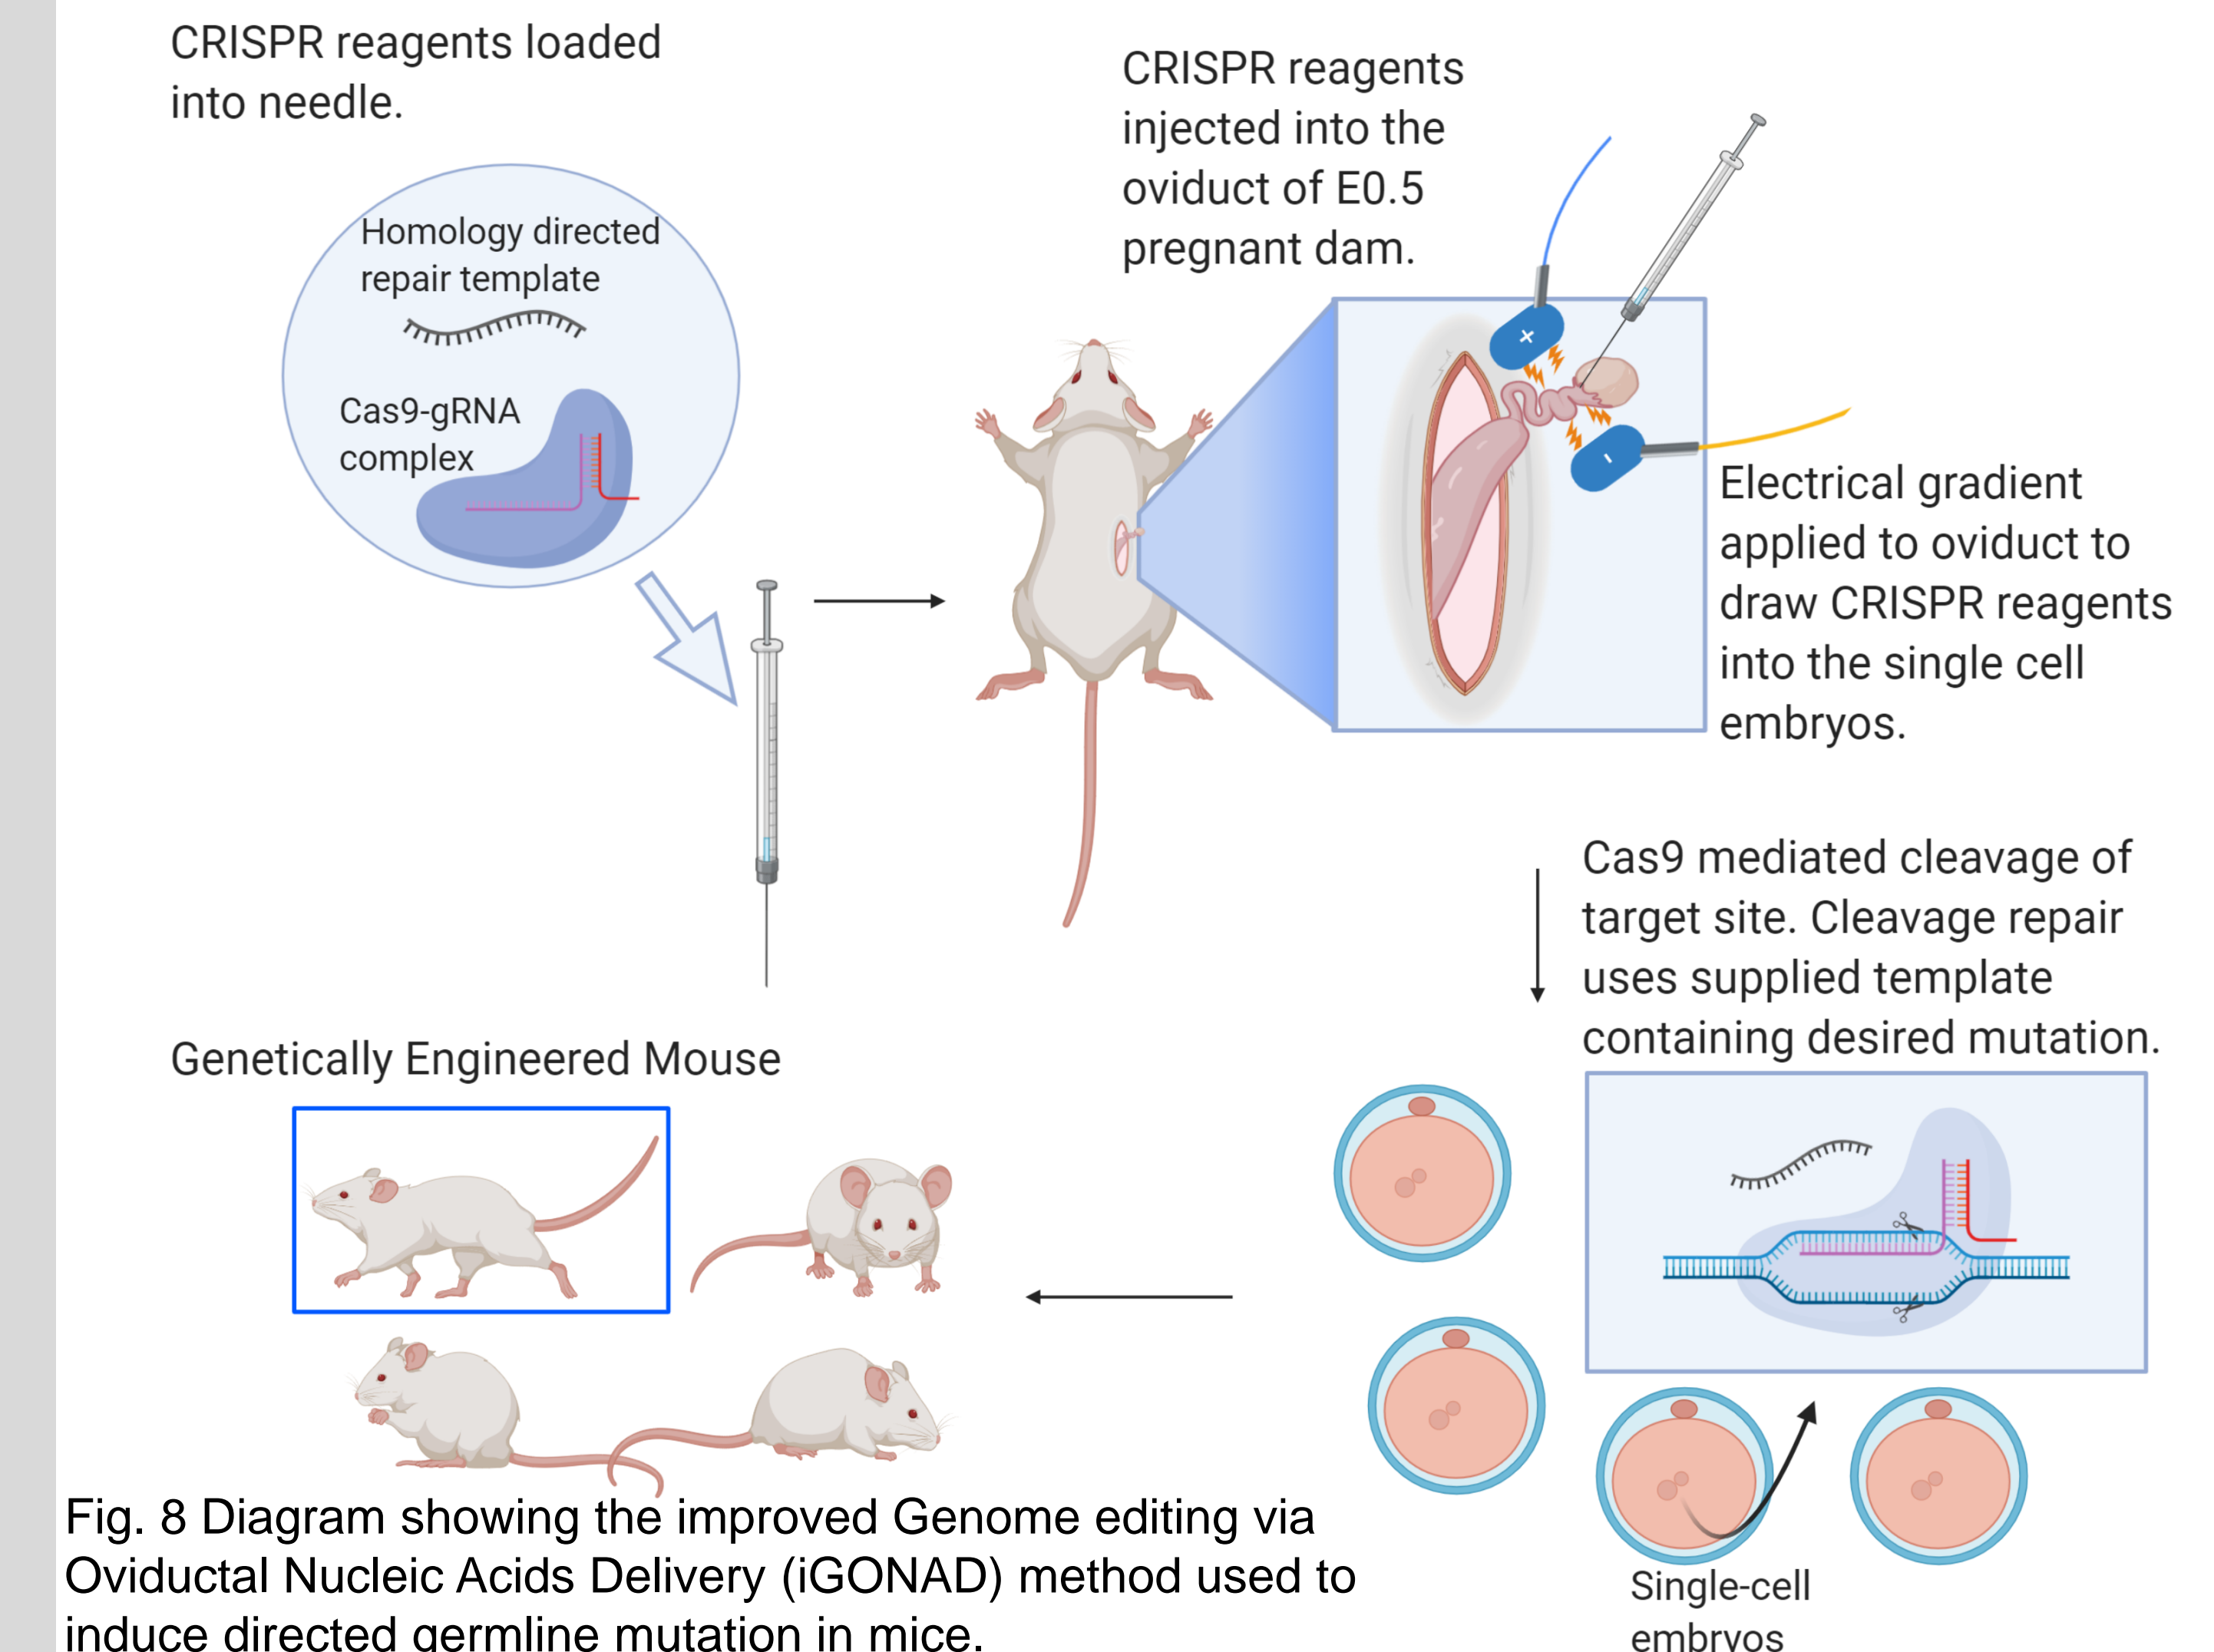 CRISPR reagents loaded
into needle.
Homology directed
repair template
Cas9-gRNA
complex
CRISPR reagents
injected into the
oviduct of E0.5
pregnant dam.
+
-
Electrical gradient
applied to oviduct to
draw CRISPR reagents
into the single cell
embryos.
Cas9 mediated cleavage of
target site. Cleavage repair
uses supplied template
containing desired mutation.
Single-cell
embryos
Genetically Engineered Mouse
Fig. 8 Diagram showing the improved Genome editing via
Oviductal Nucleic Acids Delivery (iGONAD) method used to
induce directed germline mutation in mice.